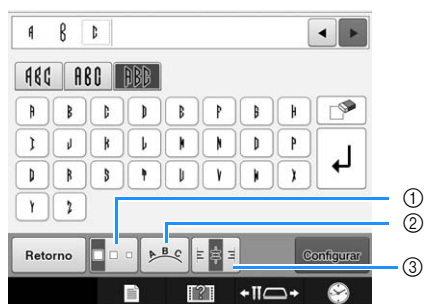 A B C
ABC ABC ABC
A B C D E F G H
I J K L M N O P
Q R S T U V W X
Y Z
Retorno A B C Configurar
①
②
③